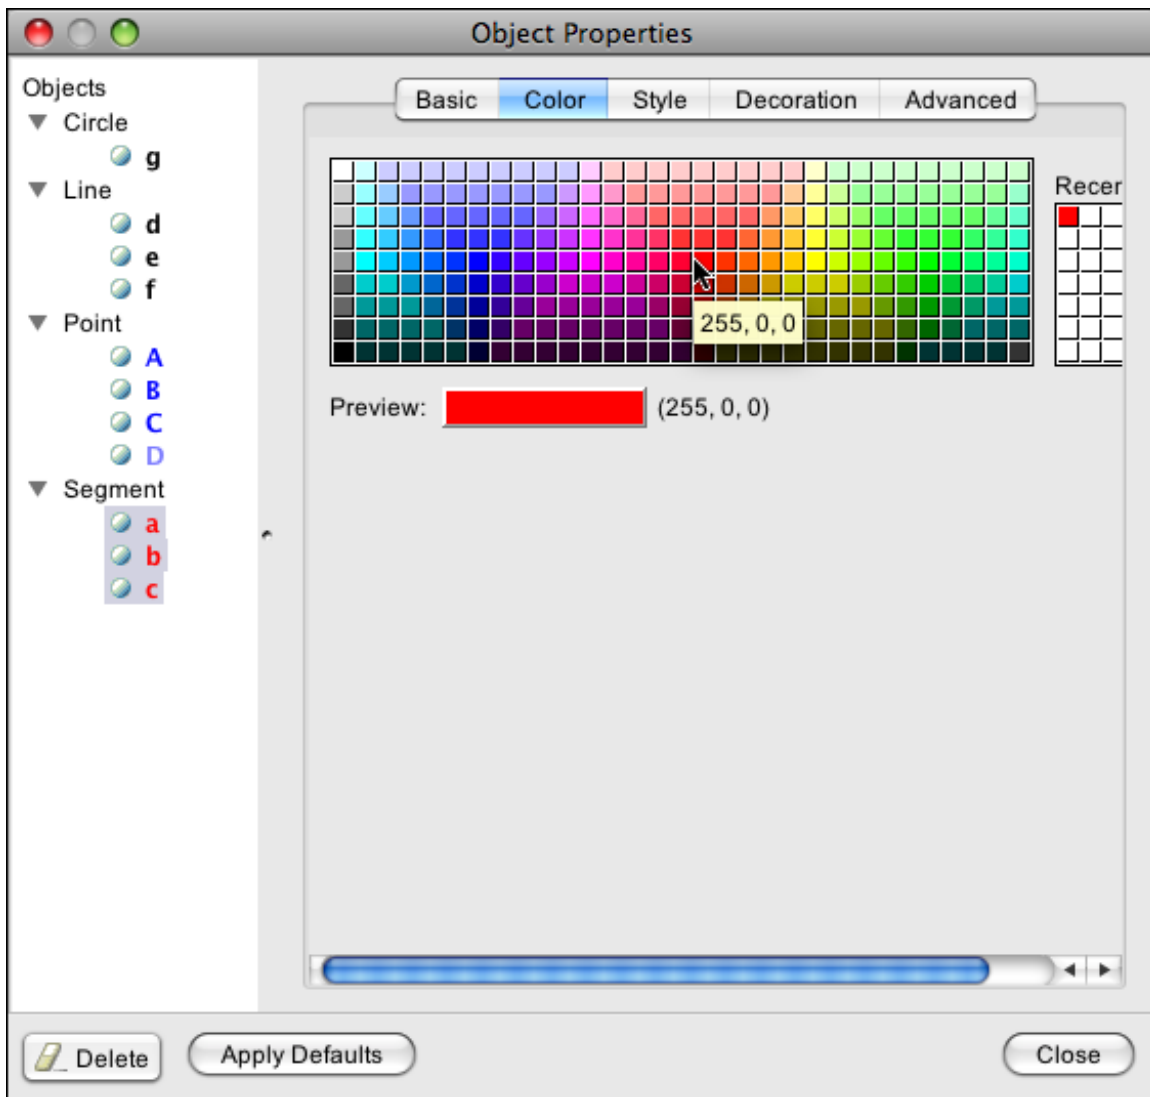 Object Properties
Objects
Circle
g
Line
d
e
f
Point
A
B
C
D
Segment
a
b
c
Basic Color Style Decoration Advanced
Recen
255, 0, 0
Preview: (255, 0, 0)
Delete Apply Defaults Close